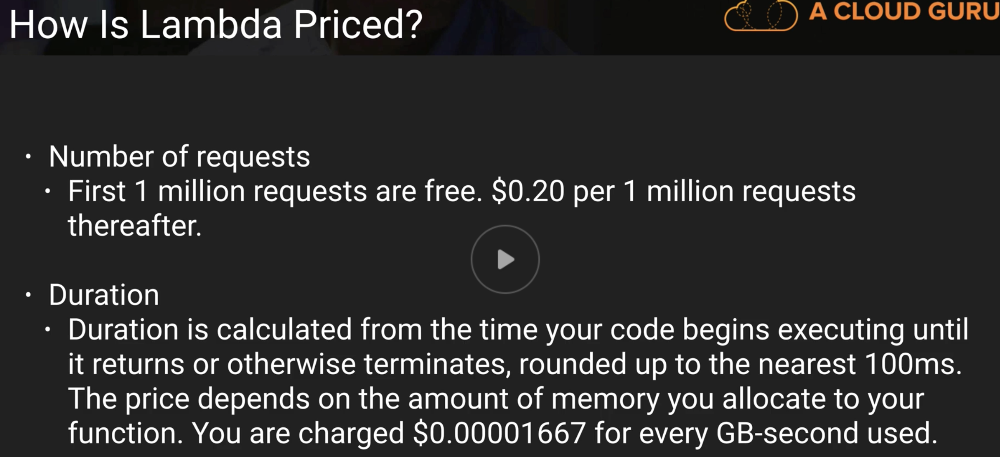 How Is Lambda Priced?
A CLOUD GURU
• Number of requests
• First 1 million requests are free. $0.20 per 1 million requests
thereafter.
• Duration
• Duration is calculated from the time your code begins executing until
it returns or otherwise terminates, rounded up to the nearest 100ms.
The price depends on the amount of memory you allocate to your
function. You are charged $0.00001667 for every GB-second used.